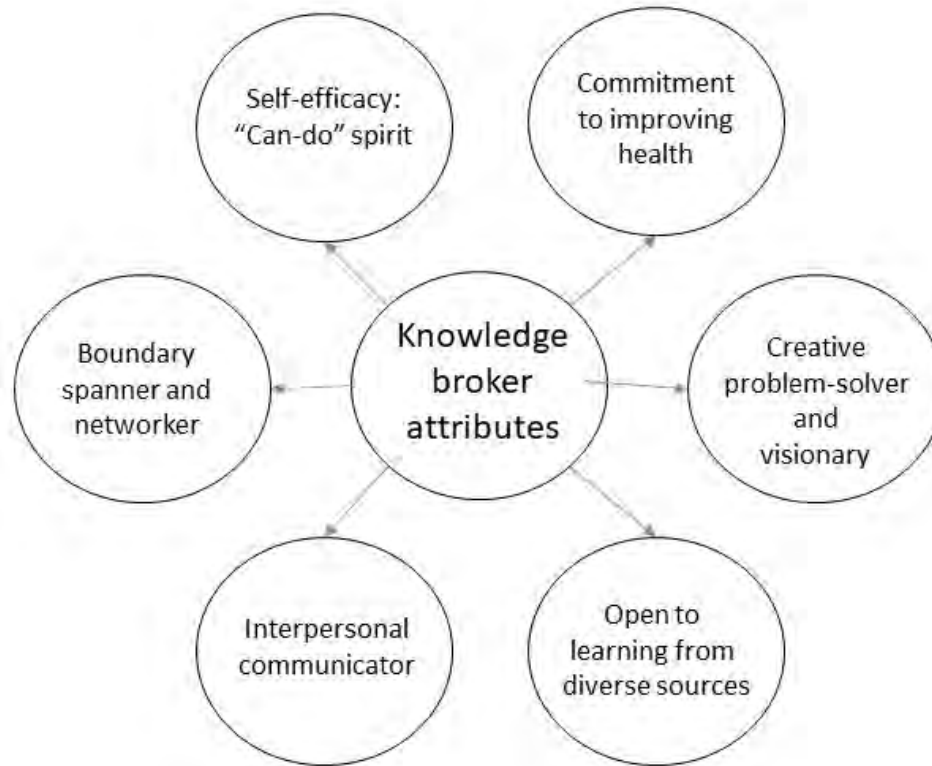 Self-efficacy:
“Can-do” spirit
Commitment
to improving
health
Boundary
spanner and
networker
Knowledge
broker
attributes
Creative
problem-solver
and
visionary
Interpersonal
communicator
Open to
learning from
diverse sources